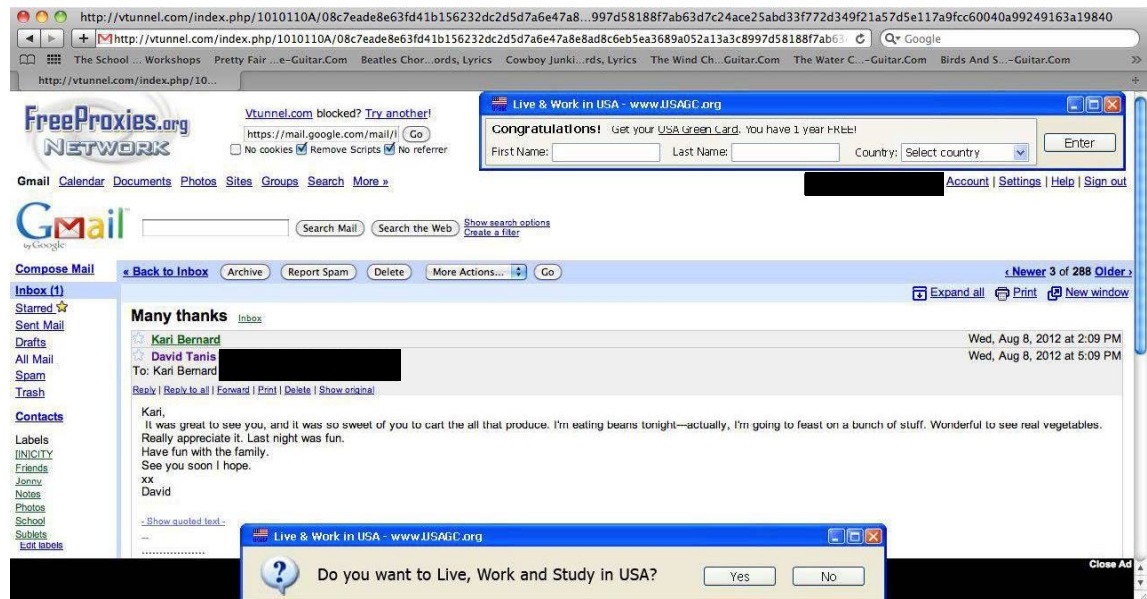 http://vtunnel.com/index.php/1010110A/08c7eade8e63fd41b156232dc2d5d7a6e47a8...997d58188f7ab63d7c24ace25abd33f772d349f21a57d5e117a9fcc60040a99249163a19840
http://vtunnel.com/index.php/1010110A/08c7eade8e63fd41b156232dc2d5d7a6e47a8e8ad8c6eb5ea3689a052a13a3c8997d58188f7ab63 Google
The School ... Workshops Pretty Fair ...e-Guitar.Com Beatles Chor...ords, Lyrics Cowboy Junki...rds, Lyrics The Wind Ch...Guitar.Com The Water C...-Guitar.Com Birds And S...-Guitar.Com
http://vtunnel.com/index.php/10...
FreeProxies.org
NETWORK
Vtunnel.com blocked? Try another!
https://mail.google.com/mail/l Go
No cookies Remove Scripts No referrer
Live & Work in USA - www.USAGC.org
Congratulations! Get your USA Green Card. You have 1 year FREE!
First Name: Last Name: Country: Select country Enter
Gmail Calendar Documents Photos Sites Groups Search More »
Account | Settings | Help | Sign out
Gmail
by Google
Search Mail Search the Web Show search options
Create a filter
Compose Mail
Inbox (1)
Starred
Sent Mail
Drafts
All Mail
Spam
Trash
Contacts
Labels
[IN]CITY
Friends
Jonny
Notes
Photos
School
Sublets
Edit labels
« Back to Inbox Archive Report Spam Delete More Actions... Go ‹ Newer 3 of 288 Older ›
Expand all Print New window
Many thanks Inbox
Kari Bernard Wed, Aug 8, 2012 at 2:09 PM
David Tanis Wed, Aug 8, 2012 at 5:09 PM
To: Kari Bernard
Reply | Reply to all | Forward | Print | Delete | Show original
Kari,
It was great to see you, and it was so sweet of you to cart the all that produce. I'm eating beans tonight---actually, I'm going to feast on a bunch of stuff. Wonderful to see real vegetables.
Really appreciate it. Last night was fun.
Have fun with the family.
See you soon I hope.
xx
David
- Show quoted text -
--
..................
Live & Work in USA - www.USAGC.org
Do you want to Live, Work and Study in USA? Yes No
Close Ad